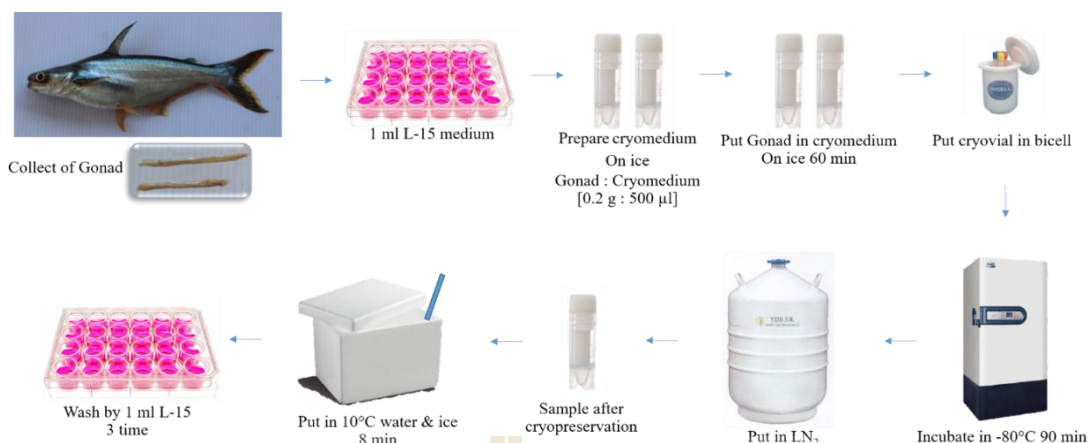 Collect of Gonad
1 ml L-15 medium
Prepare cryomedium
On ice
Gonad : Cryomedium
[0.2 g : 500 µl]
Put Gonad in cryomedium
On ice 60 min
Put cryovial in bicell
Incubate in -80°C 90 min
Put in LN₂
Sample after
cryopreservation
Put in 10°C water & ice
8 min
Wash by 1 ml L-15
3 time